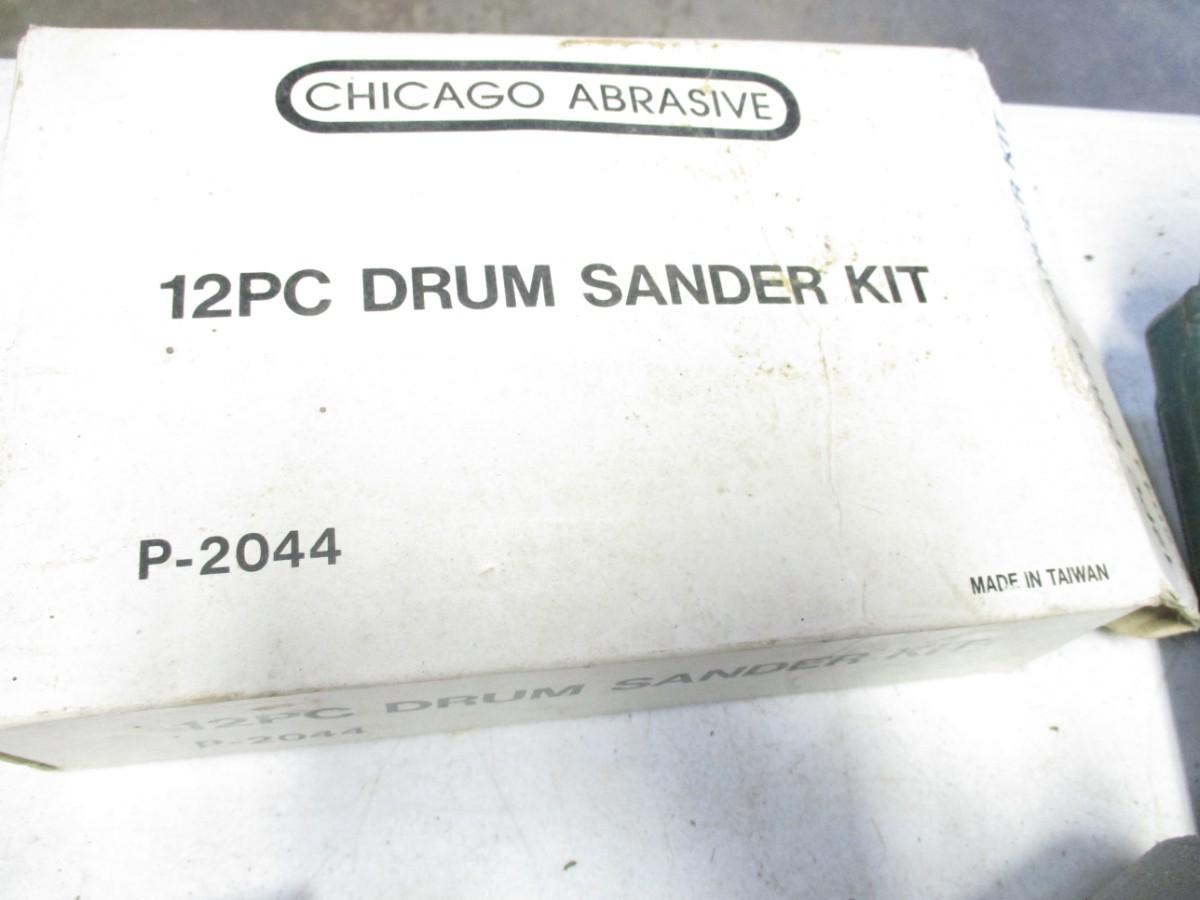 CHICAGO ABRASIVE
12PC DRUM SANDER KIT
P-2044
MADE IN TAIWAN
12PC DRUM SANDER KIT
P-2044